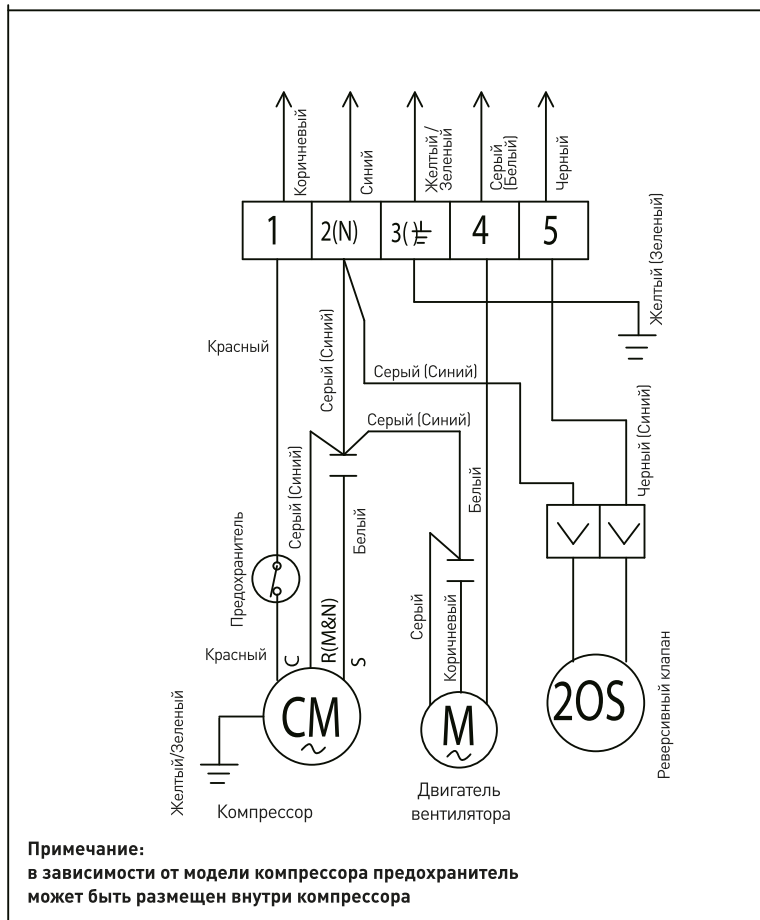 Коричневый
Синий
Желтый/
Зеленый
Серый
(Белый)
Черный
1
2(N)
3( )
4
5
Желтый (Зеленый)
Красный
Серый (Синий)
Серый (Синий)
Черный (Синий)
Серый (Синий)
Серый (Синий)
Белый
Белый
Предохранитель
Серый
Коричневый
Красный
C
R(M&N)
S
CM
M
2OS
Реверсивный клапан
Желтый/Зеленый
Компрессор
Двигатель
вентилятора
Примечание:
в зависимости от модели компрессора предохранитель
может быть размещен внутри компрессора